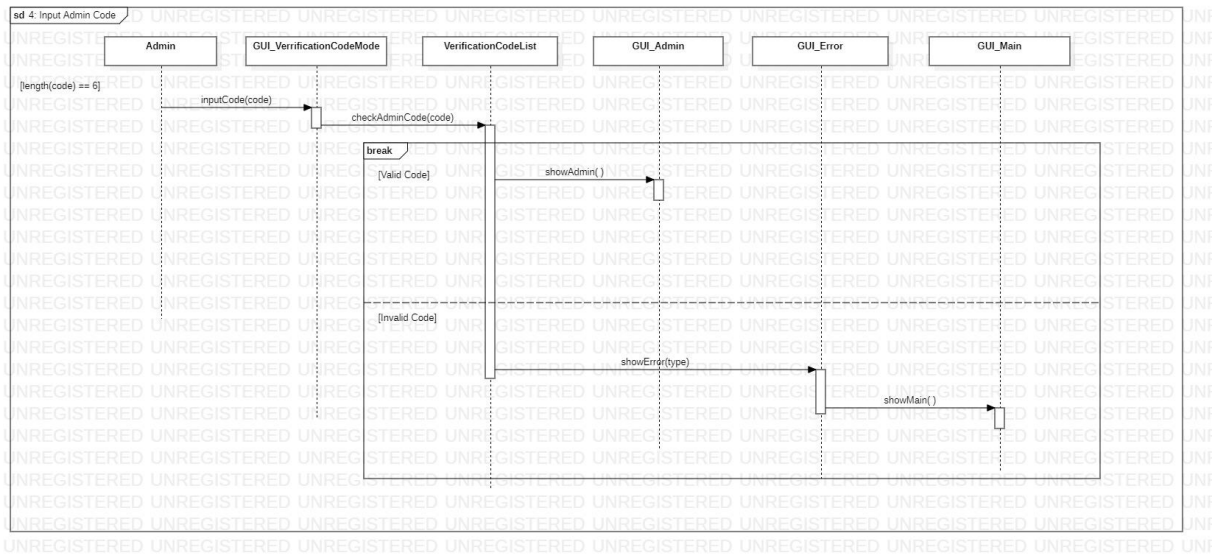 sd 4: Input Admin Code
Admin
GUI_VerrificationCodeMode
VerificationCodeList
GUI_Admin
GUI_Error
GUI_Main
[length(code) == 6]
inputCode(code)
checkAdminCode(code)
break
[Valid Code]
showAdmin( )
[Invalid Code]
showError(type)
showMain( )
UNREGISTERED